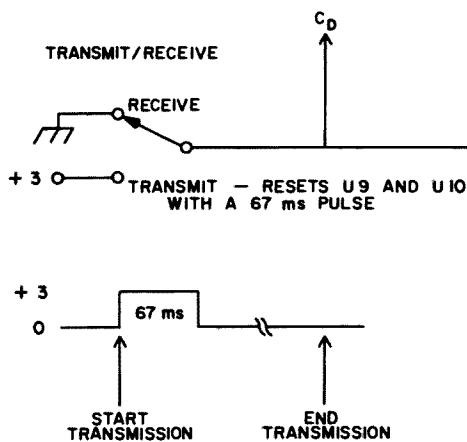 C_D
TRANSMIT/RECEIVE
RECEIVE
+ 3
TRANSMIT — RESETS U9 AND U10
WITH A 67 ms PULSE
+ 3
67 ms
0
START
TRANSMISSION
END
TRANSMISSION